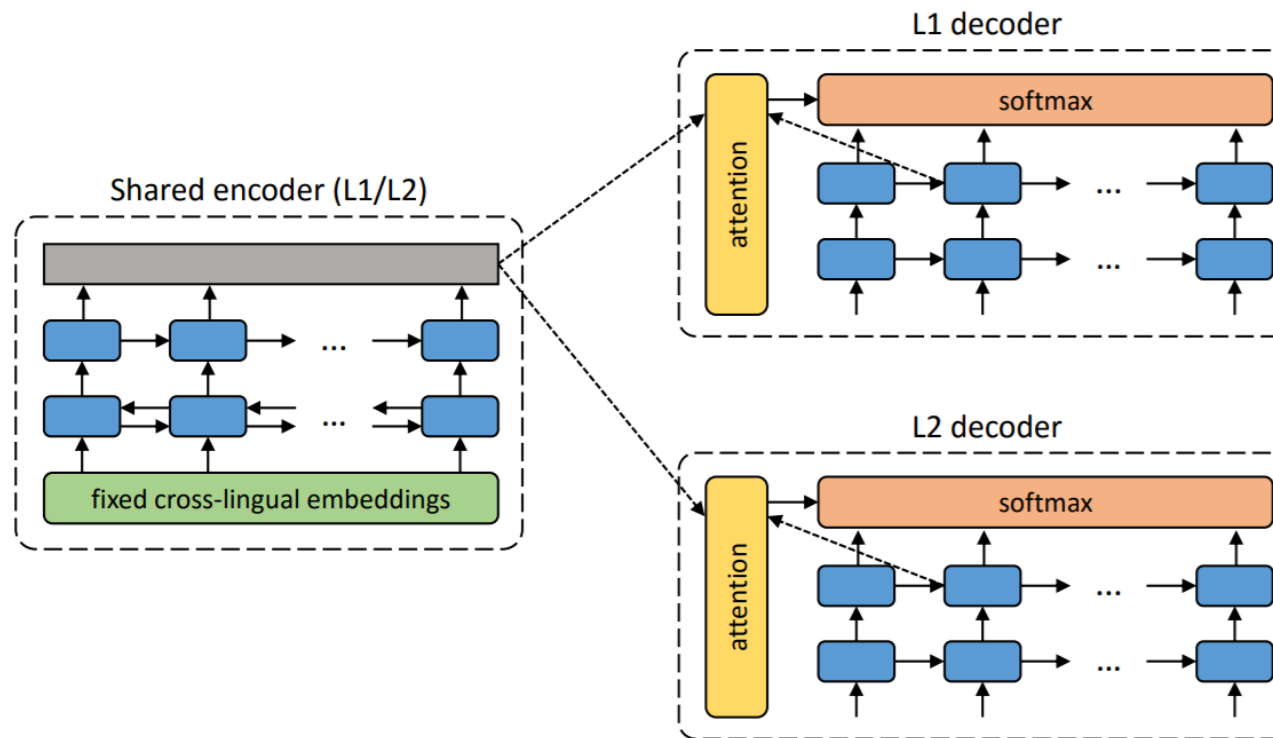 L1 decoder
softmax
attention
...
...
Shared encoder (L1/L2)
...
...
fixed cross-lingual embeddings
L2 decoder
softmax
attention
...
...